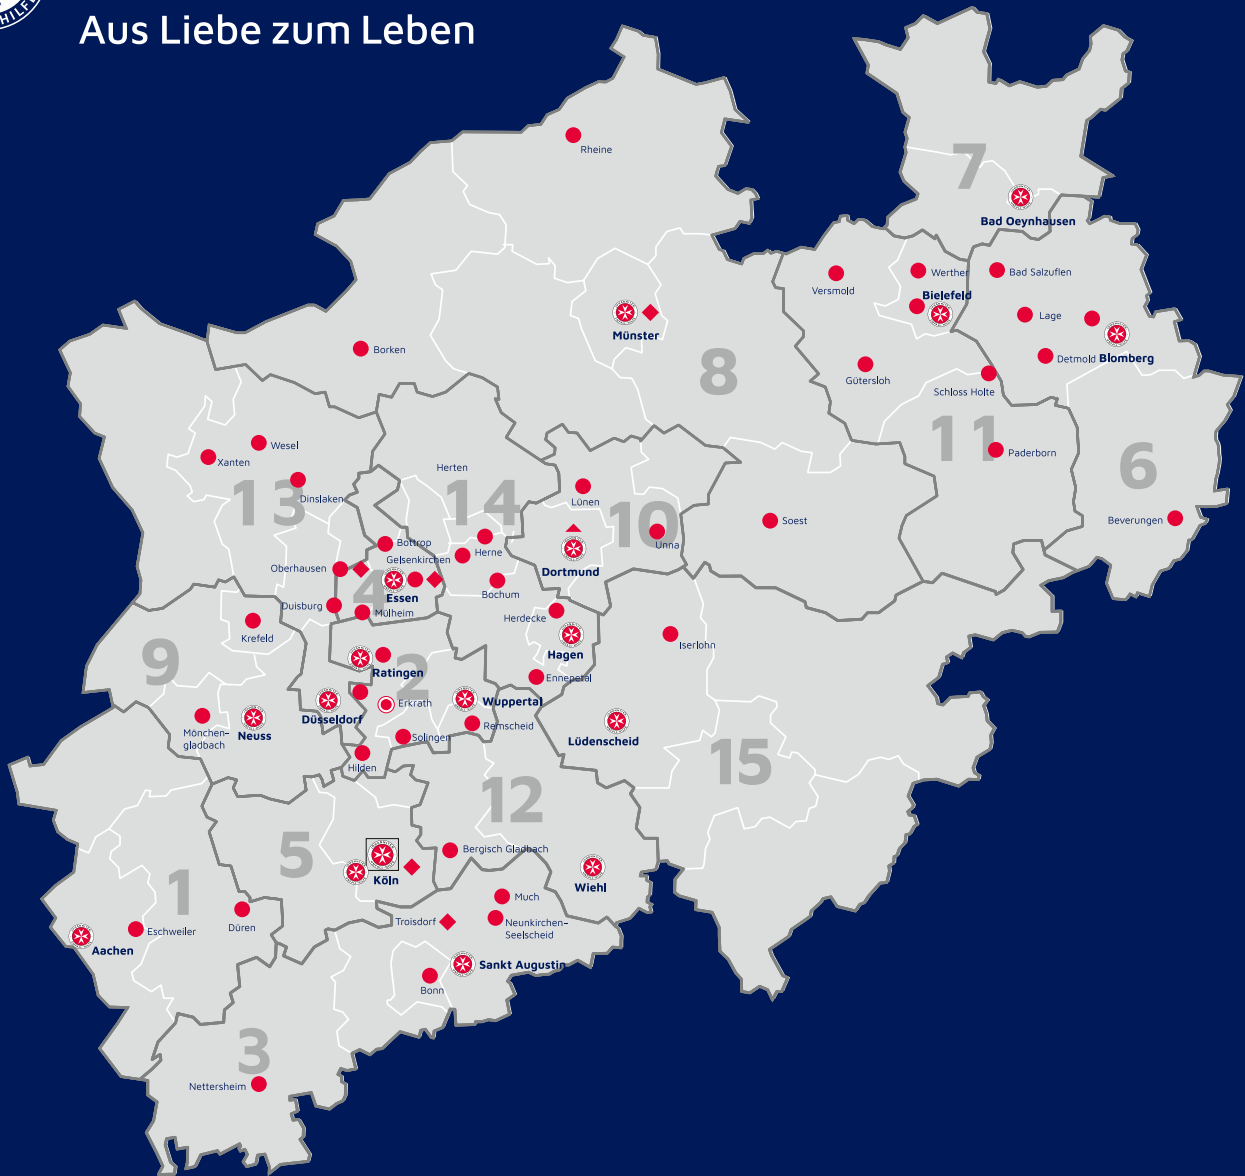 HILFE
Aus Liebe zum Leben
Rheine
7
Bad Oeynhausen
Werther
Bad Salzuflen
Versmold
Bielefeld
Lage
Münster
Borken
8
Detmold Blomberg
Gütersloh
Schloss Holte
11
Wesel
Xanten
Herten
Paderborn
6
13
Dinslaken
14
Lünen
10
Soest
Beverungen
Unna
Bottrop
Gelsenkirchen
Herne
Oberhausen
4
Dortmund
Essen
Bochum
Duisburg
Mülheim
Herdecke
Krefeld
Iserlohn
9
Hagen
Ratingen
2
Ennepetal
Erkrath
Wuppertal
Düsseldorf
Remscheid
Mönchen-
gladbach
Neuss
Solingen
Lüdenscheid
15
Hilden
12
5
Bergisch Gladbach
Köln
Wiehl
1
Much
Troisdorf
Neunkirchen-
Seelscheid
Düren
Eschweiler
Aachen
Sankt Augustin
Bonn
3
Nettersheim